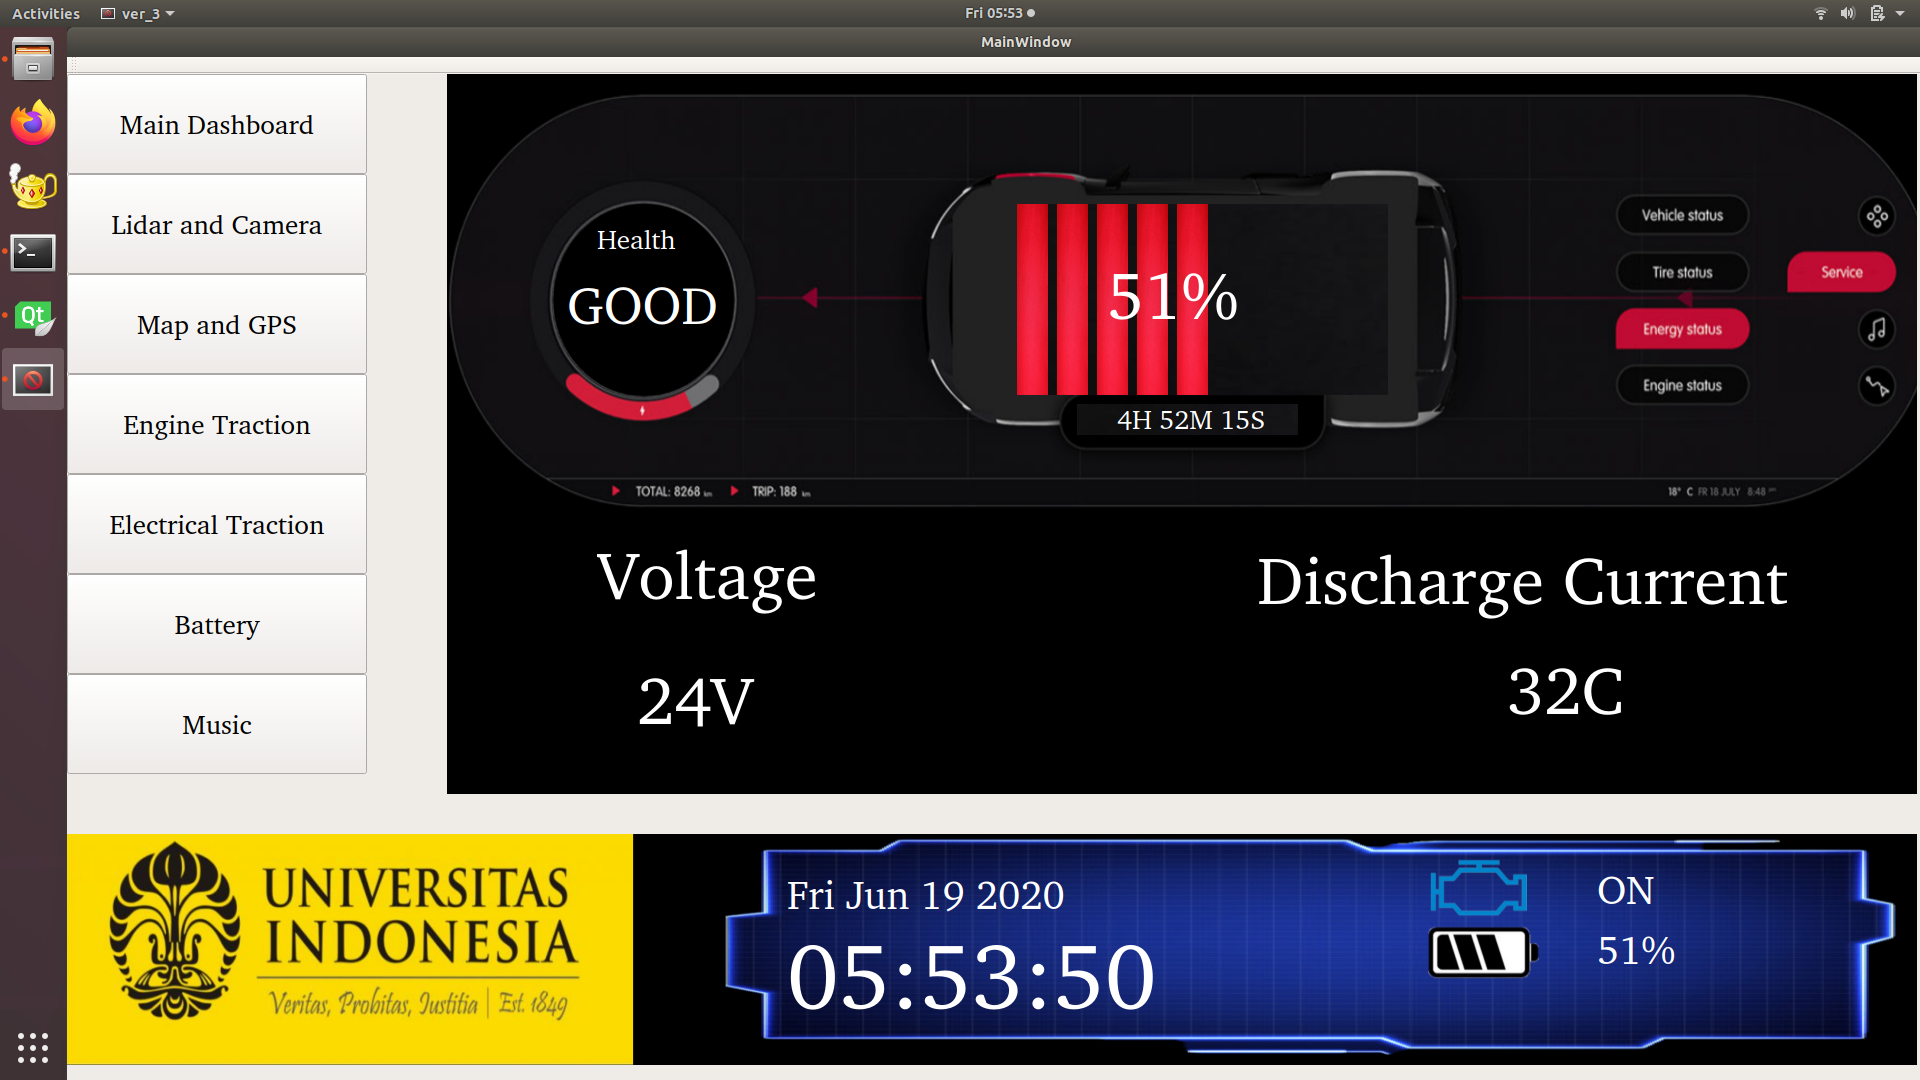 Activities
ver_3
Fri 05:53
MainWindow
Main Dashboard
Lidar and Camera
Map and GPS
Engine Traction
Electrical Traction
Battery
Music
Health
GOOD
51%
4H 52M 15S
Vehicle status
Tire status
Energy status
Engine status
Service
TOTAL: 8268 km
TRIP: 188 km
18° C FR 18 JULY 8:48
Voltage
24V
Discharge Current
32C
UNIVERSITAS
INDONESIA
Veritas, Probitas, Iustitia | Est. 1849
Fri Jun 19 2020
05:53:50
ON
51%
Qt